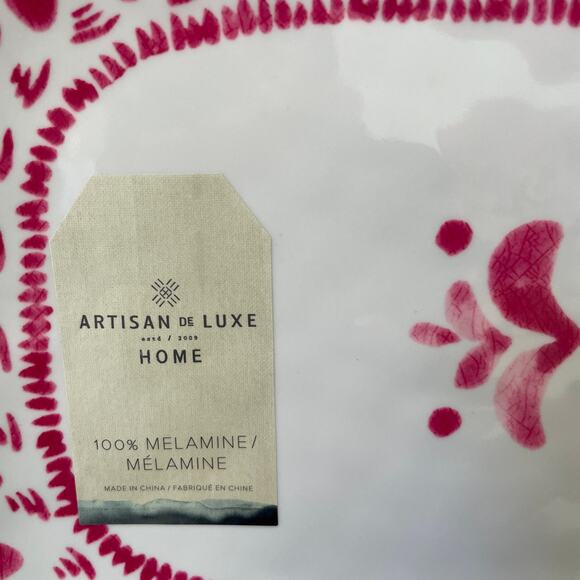 ARTISAN DE LUXE
estd / 2009
HOME
100% MELAMINE /
MÉLAMINE
MADE IN CHINA / FABRIQUÉ EN CHINE